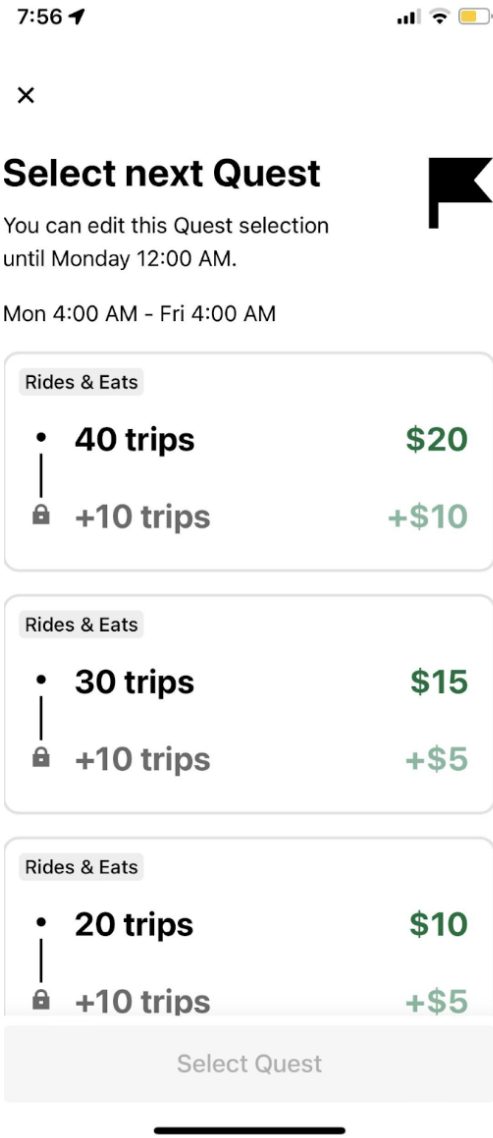 7:56
Select next Quest
You can edit this Quest selection
until Monday 12:00 AM.
Mon 4:00 AM - Fri 4:00 AM
Rides & Eats
40 trips $20
+10 trips +$10
Rides & Eats
30 trips $15
+10 trips +$5
Rides & Eats
20 trips $10
+10 trips +$5
Select Quest